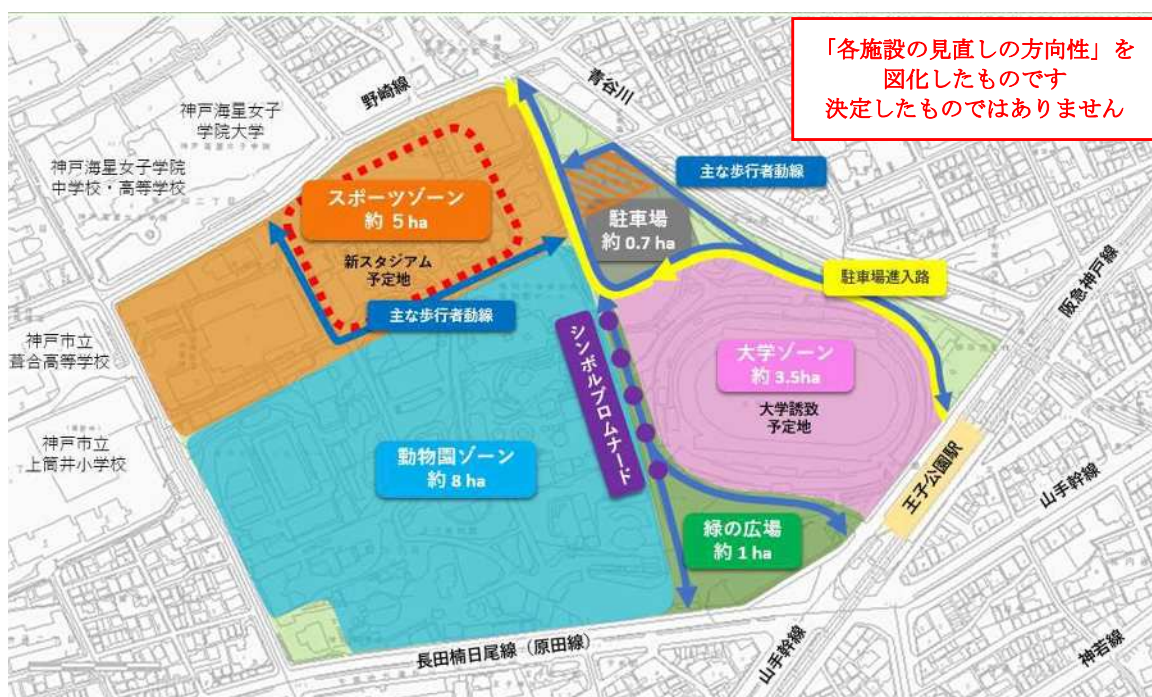 「各施設の見直しの方向性」を
図化したものです
決定したものではありません
野崎線
青谷川
神戸海星女子
学院大学
神戸海星女子学院
中学校・高等学校
主な歩行者動線
スポーツゾーン
約 5 ha
駐車場
約 0.7 ha
新スタジアム
予定地
駐車場進入路
阪急神戸線
主な歩行者動線
神戸市立
葺合高等学校
シンボルプロムナード
大学ゾーン
約 3.5ha
大学誘致
予定地
神戸市立
上筒井小学校
動物園ゾーン
約 8 ha
王子公園駅
山手幹線
緑の広場
約 1 ha
長田楠日尾線（原田線）
山手幹線
神若線